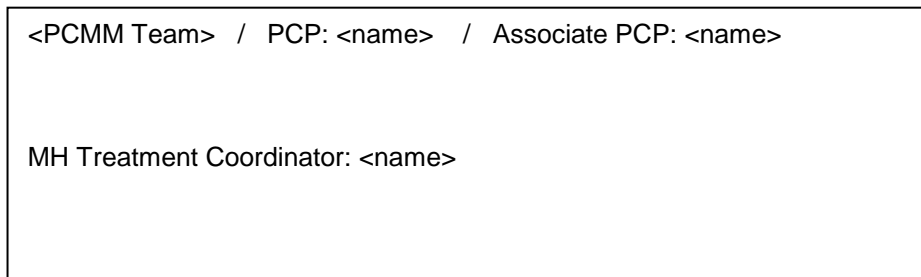 <PCMM Team> / PCP: <name> / Associate PCP: <name>
MH Treatment Coordinator: <name>